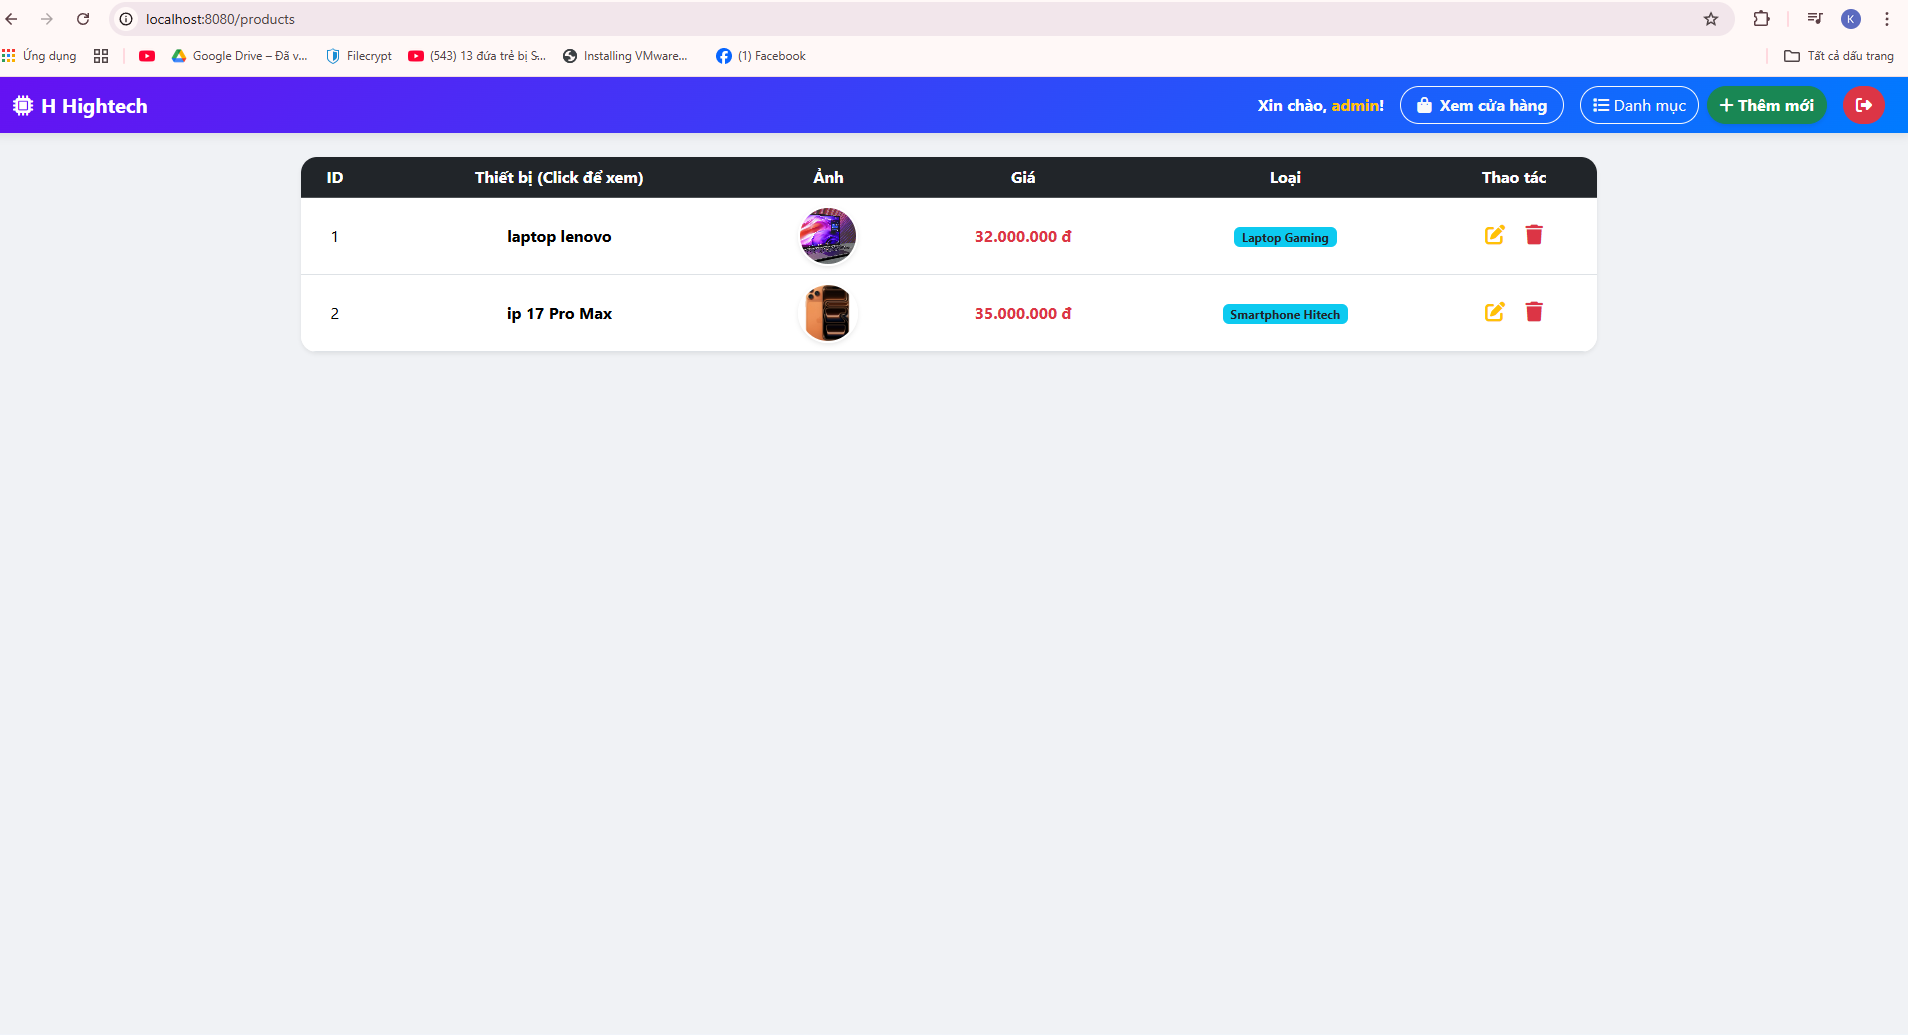 localhost:8080/products
K
Ứng dụng
Google Drive – Đã v...
Filecrypt
(543) 13 đứa trẻ bị S...
Installing VMware...
(1) Facebook
Tất cả dấu trang
H Hightech
Xin chào, admin!
Xem cửa hàng
Danh mục
Thêm mới
ID Thiết bị (Click để xem) Ảnh Giá Loại Thao tác
1 laptop lenovo 32.000.000 đ Laptop Gaming
2 ip 17 Pro Max 35.000.000 đ Smartphone Hitech